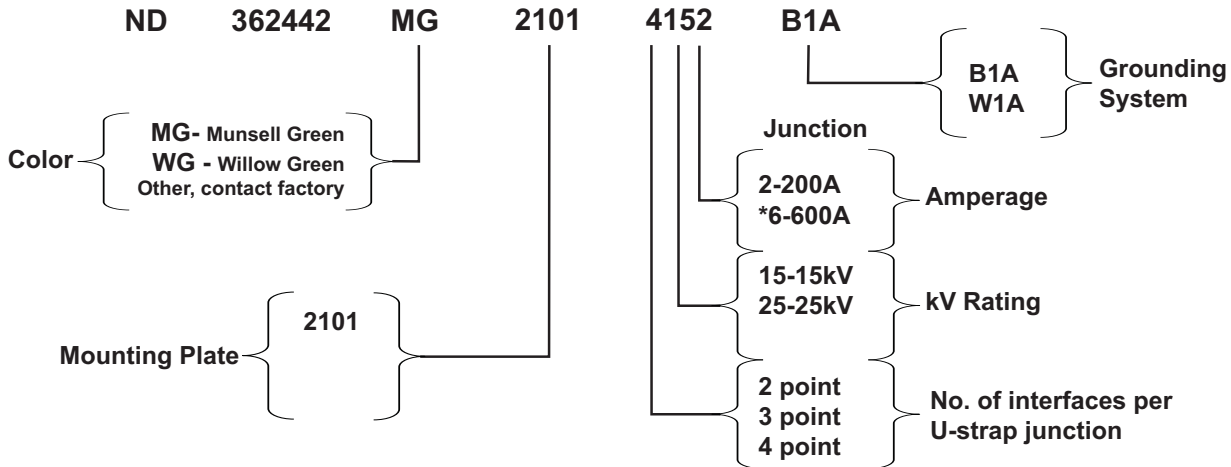 ND 362442 MG 2101 4152 B1A
B1A
W1A
Grounding
System
Color
MG- Munsell Green
WG - Willow Green
Other, contact factory
Junction
2-200A
*6-600A
Amperage
15-15kV
25-25kV
kV Rating
Mounting Plate
2101
2 point
3 point
4 point
No. of interfaces per
U-strap junction